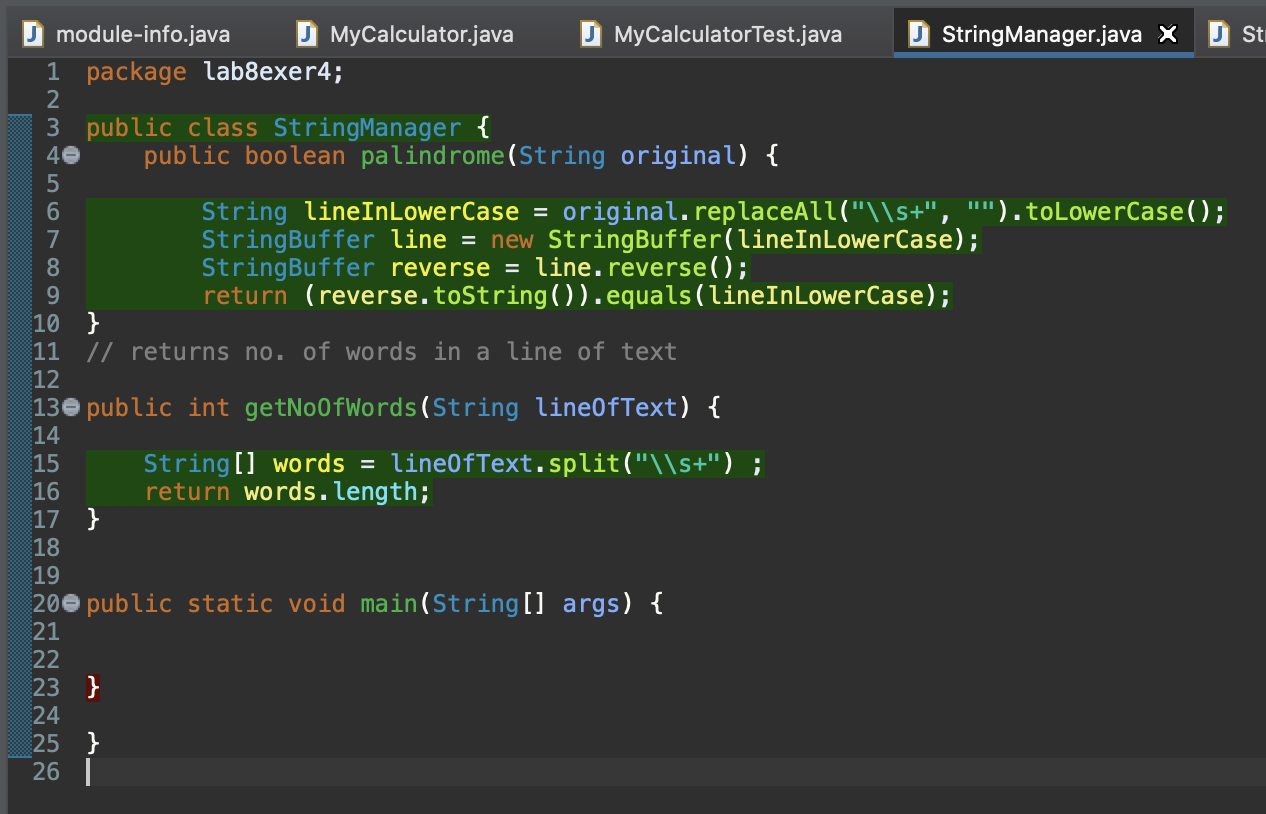 module-info.java MyCalculator.java MyCalculatorTest.java StringManager.java St
1 package lab8exer4;
2
3 public class StringManager {
4 public boolean palindrome(String original) {
5
6 String lineInLowerCase = original.replaceAll("\\s+", "").toLowerCase();
7 StringBuffer line = new StringBuffer(lineInLowerCase);
8 StringBuffer reverse = line.reverse();
9 return (reverse.toString()).equals(lineInLowerCase);
10 }
11 // returns no. of words in a line of text
12
13 public int getNoOfWords(String lineOfText) {
14
15 String[] words = lineOfText.split("\\s+") ;
16 return words.length;
17 }
18
19
20 public static void main(String[] args) {
21
22
23 }
24
25 }
26